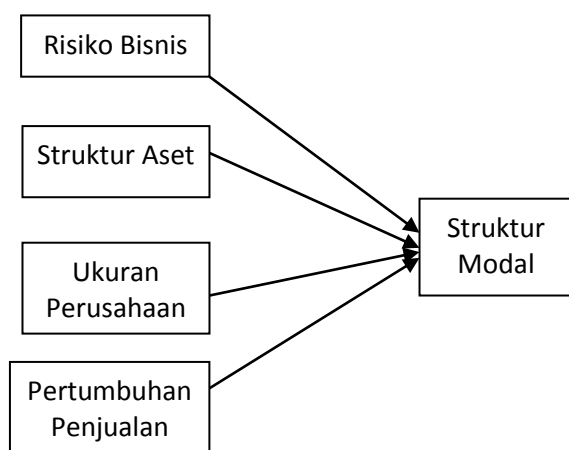 Risiko Bisnis
Struktur Aset
Struktur
Modal
Ukuran
Perusahaan
Pertumbuhan
Penjualan